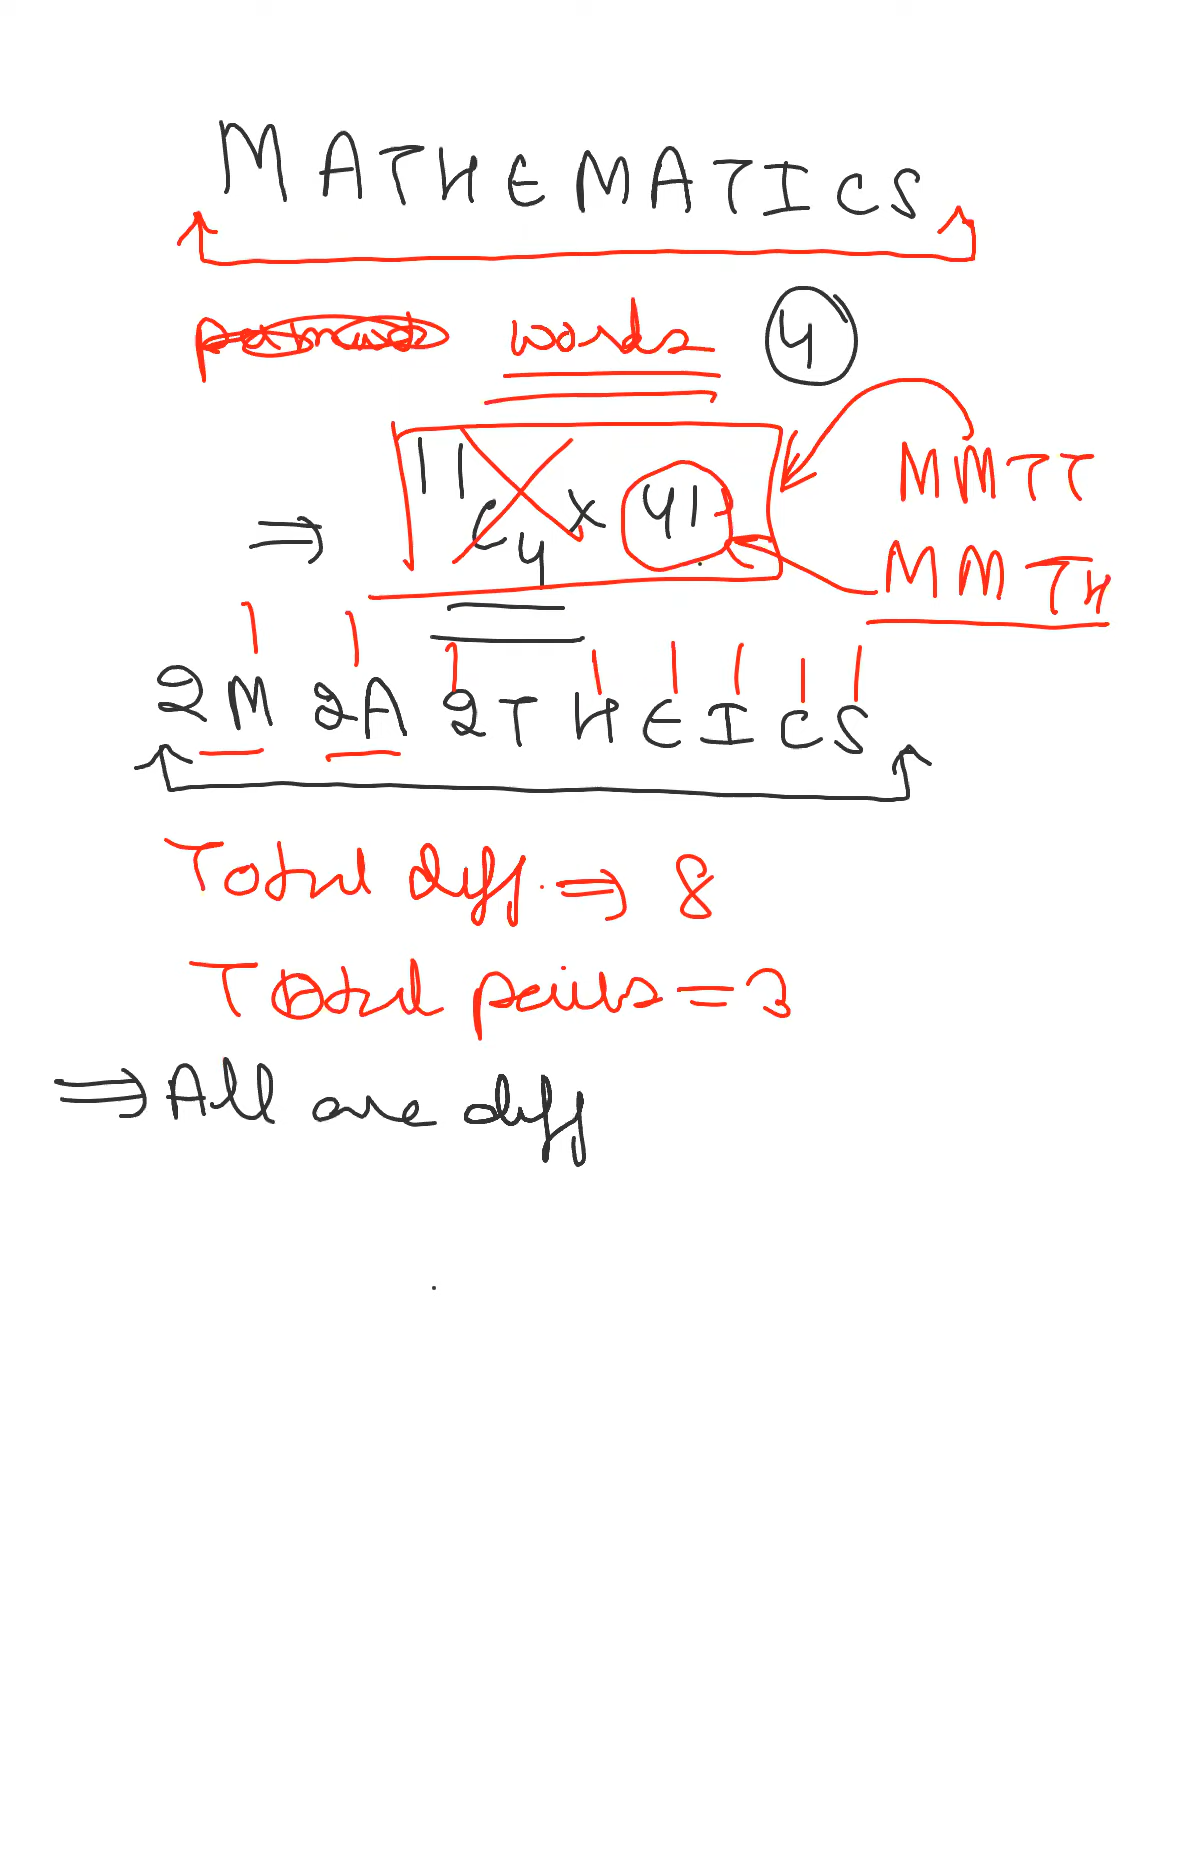 MATHEMATICS
words 4
11C4 × 4! MMTT
⇒ MMTH
2M 2A 2T H E I C S
Total diff. ⇒ 8
Total pairs = 3
⇒ All are diff